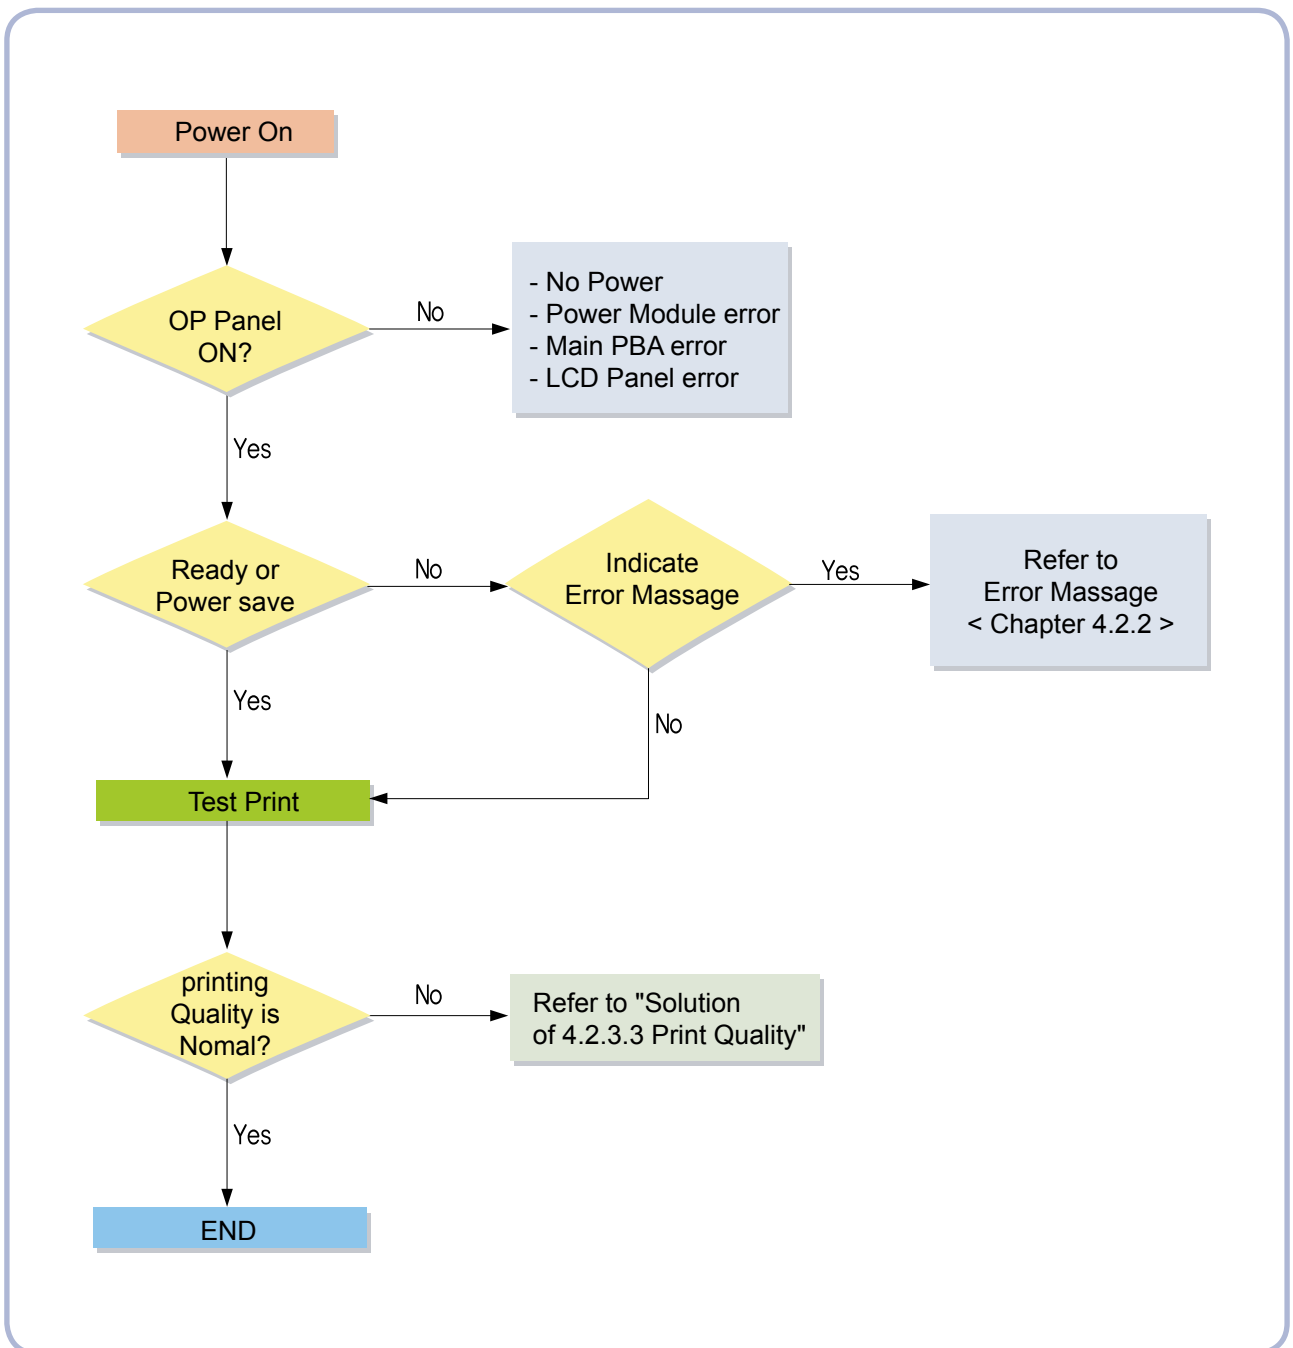 Power On
OP Panel
ON?
No
- No Power
- Power Module error
- Main PBA error
- LCD Panel error
Yes
Ready or
Power save
No
Indicate
Error Massage
Yes
Refer to
Error Massage
< Chapter 4.2.2 >
Yes
No
Test Print
printing
Quality is
Nomal?
No
Refer to "Solution
of 4.2.3.3 Print Quality"
Yes
END